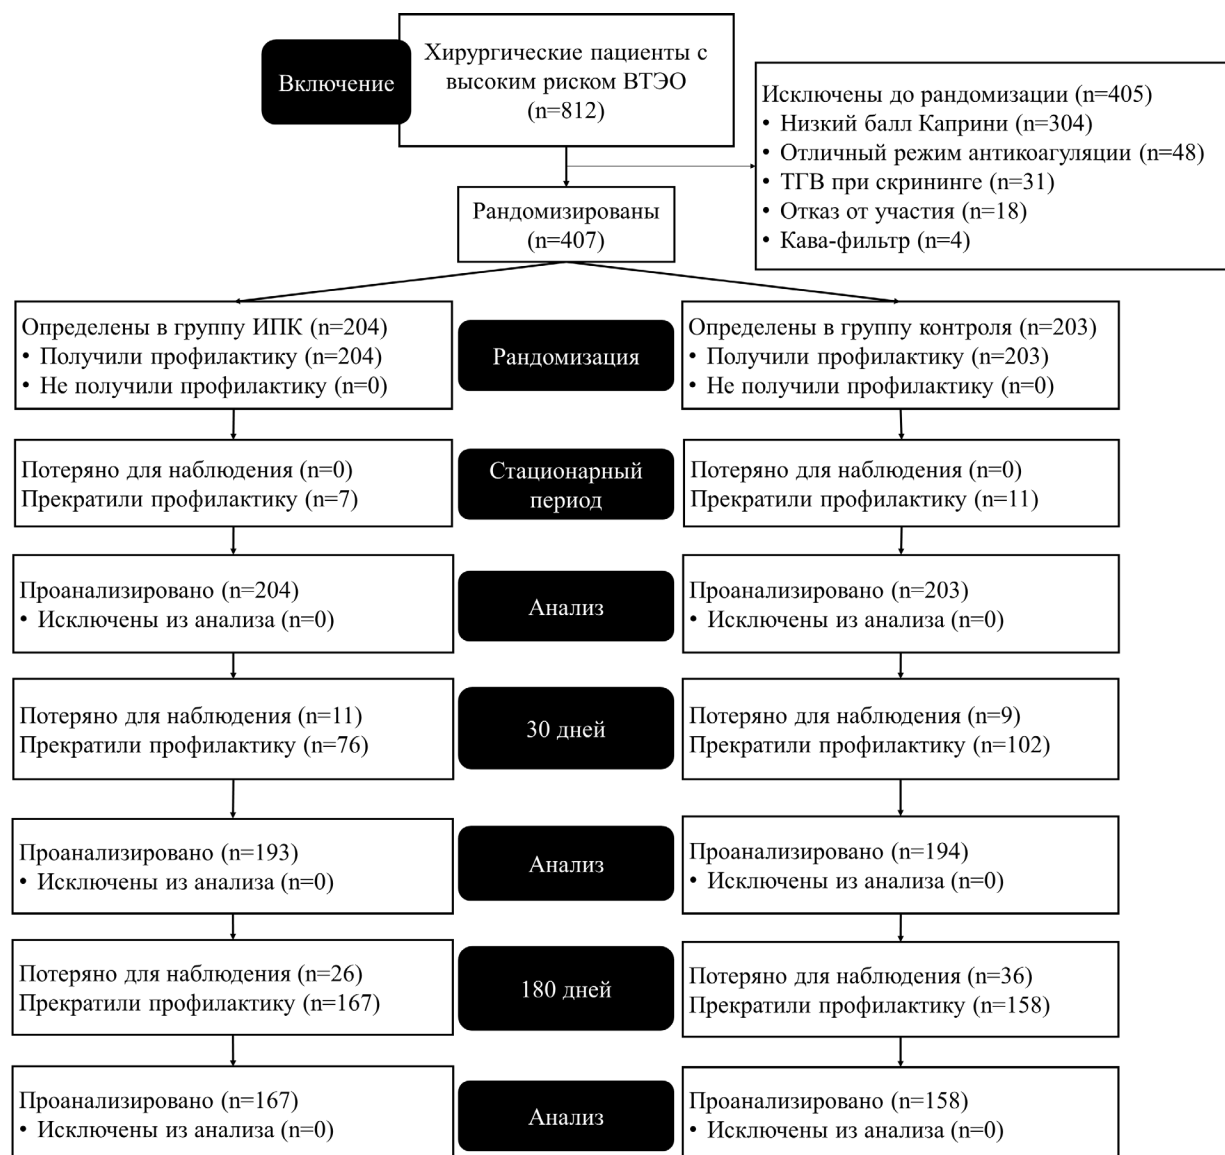 Включение
Хирургические пациенты с
высоким риском ВТЭО
(n=812)
Исключены до рандомизации (n=405)
• Низкий балл Каприни (n=304)
• Отличный режим антикоагуляции (n=48)
• ТГВ при скрининге (n=31)
• Отказ от участия (n=18)
• Кава-фильтр (n=4)
Рандомизированы
(n=407)
Определены в группу ИПК (n=204)
• Получили профилактику (n=204)
• Не получили профилактику (n=0)
Рандомизация
Определены в группу контроля (n=203)
• Получили профилактику (n=203)
• Не получили профилактику (n=0)
Потеряно для наблюдения (n=0)
Прекратили профилактику (n=7)
Стационарный
период
Потеряно для наблюдения (n=0)
Прекратили профилактику (n=11)
Проанализировано (n=204)
• Исключены из анализа (n=0)
Анализ
Проанализировано (n=203)
• Исключены из анализа (n=0)
Потеряно для наблюдения (n=11)
Прекратили профилактику (n=76)
30 дней
Потеряно для наблюдения (n=9)
Прекратили профилактику (n=102)
Проанализировано (n=193)
• Исключены из анализа (n=0)
Анализ
Проанализировано (n=194)
• Исключены из анализа (n=0)
Потеряно для наблюдения (n=26)
Прекратили профилактику (n=167)
180 дней
Потеряно для наблюдения (n=36)
Прекратили профилактику (n=158)
Проанализировано (n=167)
• Исключены из анализа (n=0)
Анализ
Проанализировано (n=158)
• Исключены из анализа (n=0)